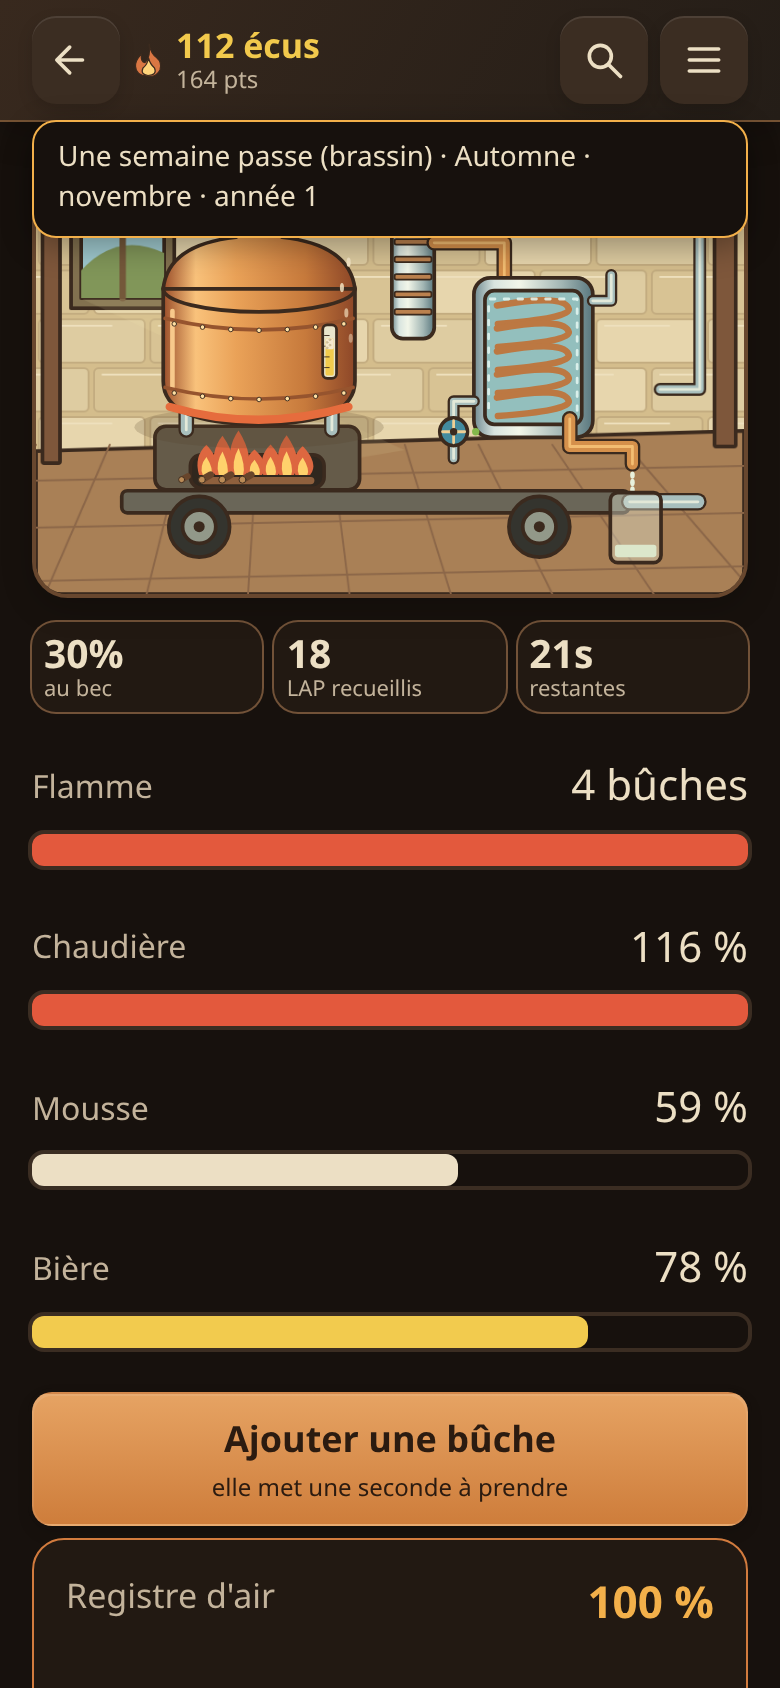 112 écus
164 pts
Une semaine passe (brassin) · Automne ·
novembre · année 1
30%
au bec
18
LAP recueillis
21s
restantes
Flamme
4 bûches
Chaudière
116 %
Mousse
59 %
Bière
78 %
Ajouter une bûche
elle met une seconde à prendre
Registre d'air
100 %